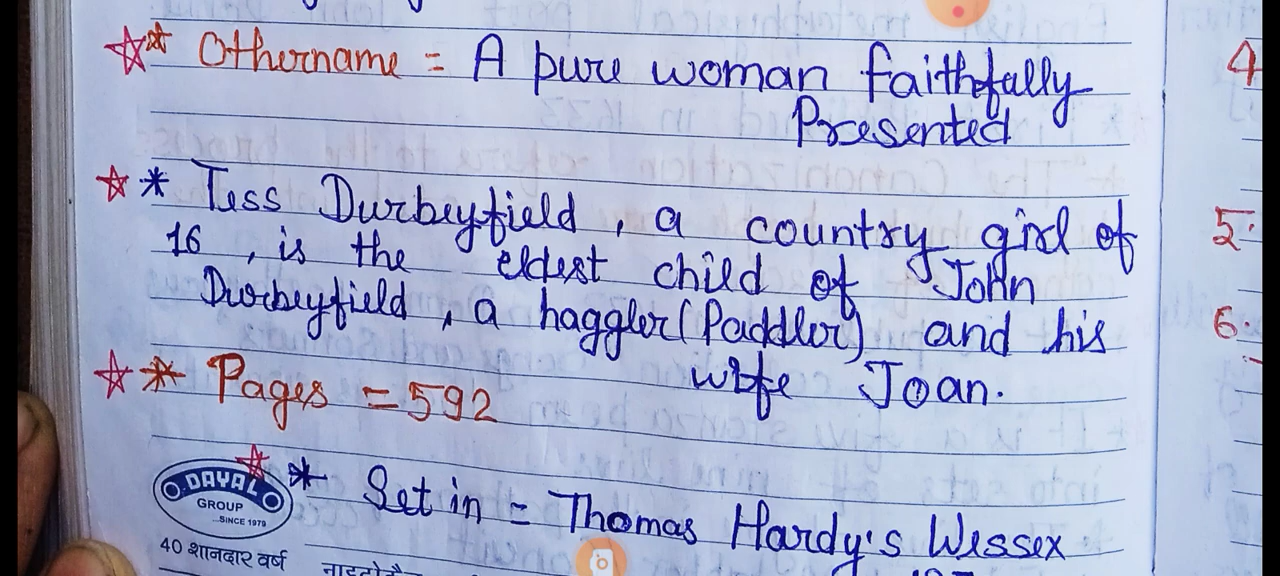 Othername = A pure woman faithfully
Presented
* Tess Durbeyfield, a country girl of
16, is the eldest child of John
Durbeyfield, a haggler (Paddler) and his
wife Joan.
* Pages = 592
* Set in = Thomas Hardy's Wessex
DAYAL
GROUP
...SINCE 1979
40 शानदार वर्ष
4
5.
6.